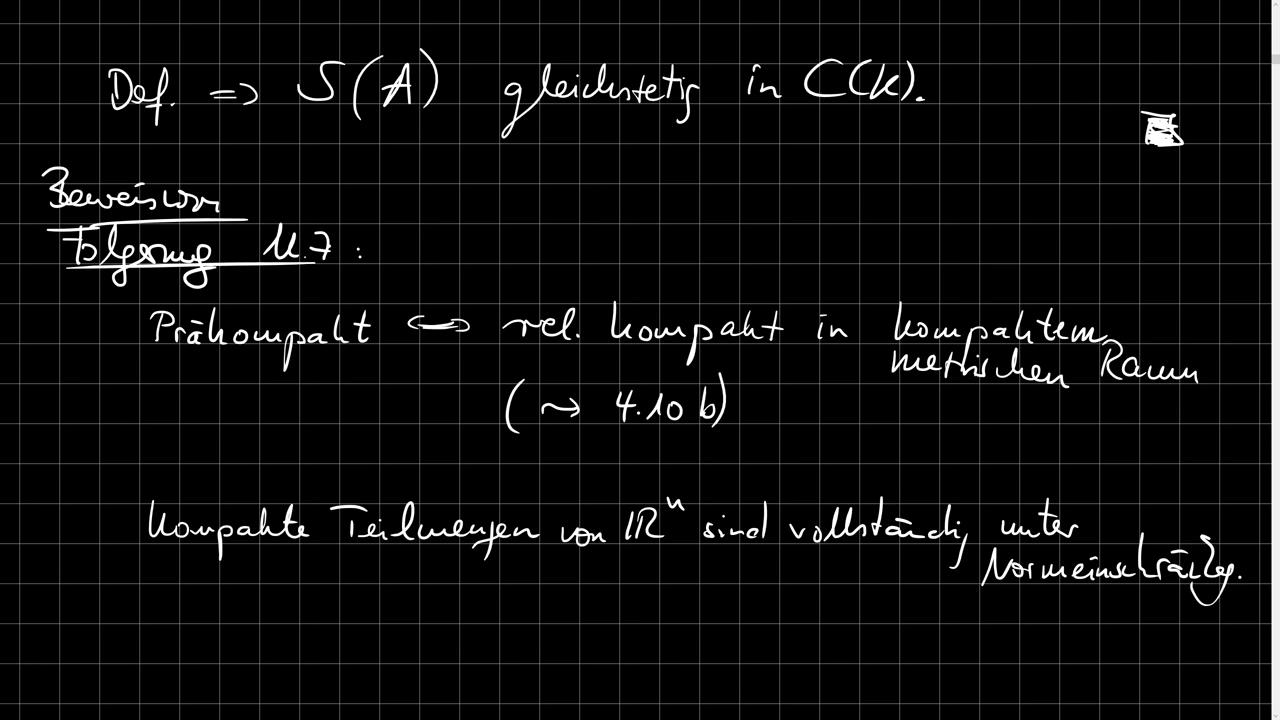 Def. => S(A) gleichstetig in C(K).
Beweis von
Folgerung 11.7 :
Präkompakt <=> rel. kompakt in kompaktem
metrischen Raum
(⇝ 4.10 b)
kompakte Teilmengen von ℝⁿ sind vollständig unter
Normeinschränkg.